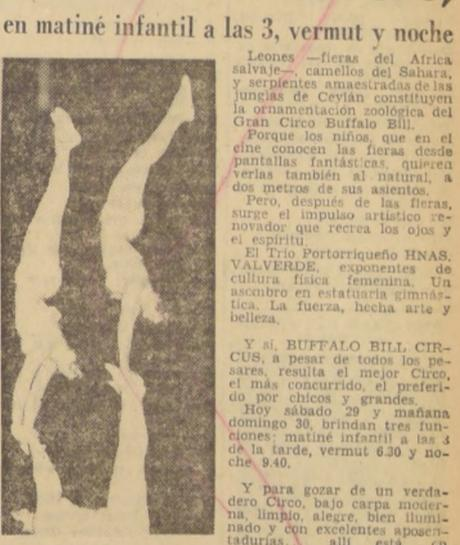 en matiné infantil a las 3, vermut y noche
Leones —fieras del Africa
salvaje—, camellos del Sahara,
y serpientes amaestradas de las
junglas de Ceylán constituyen
la ornamentación zoológica del
Gran Circo Buffalo Bill.
Porque los niños, que en el
cine conocen las fieras desde
pantallas fantásticas, quieren
verlas también al natural, a
dos metros de sus asientos.
Pero, después de las fieras,
surge el impulso artístico re-
novador que recrea los ojos y
el espíritu.
El Trío Portorriqueño HNAS.
VALVERDE, exponentes de
cultura física femenina. Un
asombro en estatuaria gimnás-
tica. La fuerza, hecha arte y
belleza.
Y si, BUFFALO BILL CIR-
CUS, a pesar de todos los pe-
sares, resulta el mejor Circo,
el más concurrido, el preferi-
do por chicos y grandes.
Hoy sábado 29 y mañana
domingo 30, brindan tres fun-
ciones: matiné infantil a las 3
de la tarde, vermut 6.30 y no-
che 9.40.
Y para gozar de un verda-
dero Circo, bajo carpa moder-
na, limpio, alegre, bien ilumi-
nado y con excelentes aposen-
tadurías, allí está